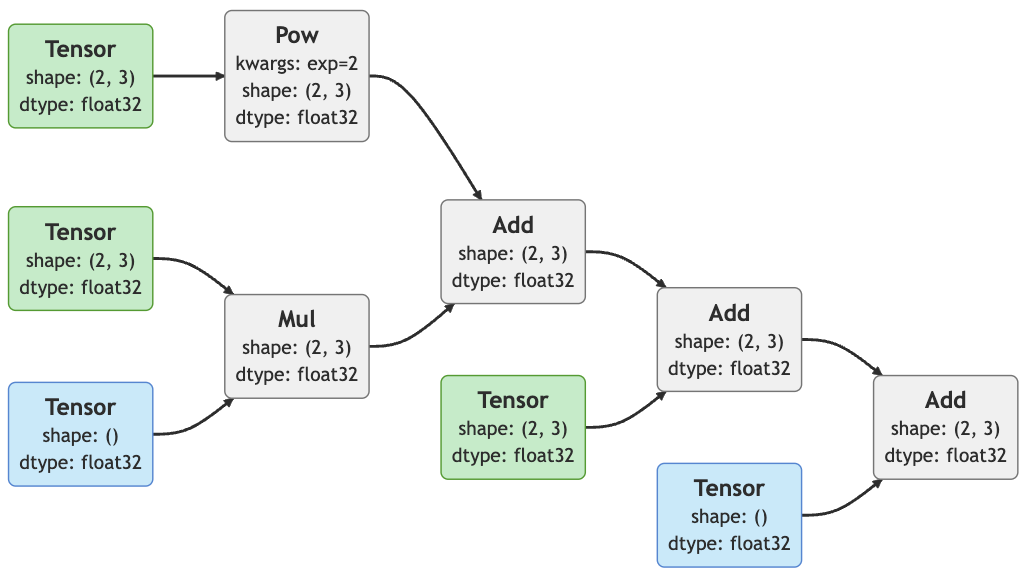 Tensor
shape: (2, 3)
dtype: float32
Pow
kwargs: exp=2
shape: (2, 3)
dtype: float32
Tensor
shape: (2, 3)
dtype: float32
Mul
shape: (2, 3)
dtype: float32
Tensor
shape: ()
dtype: float32
Add
shape: (2, 3)
dtype: float32
Tensor
shape: (2, 3)
dtype: float32
Add
shape: (2, 3)
dtype: float32
Tensor
shape: ()
dtype: float32
Add
shape: (2, 3)
dtype: float32